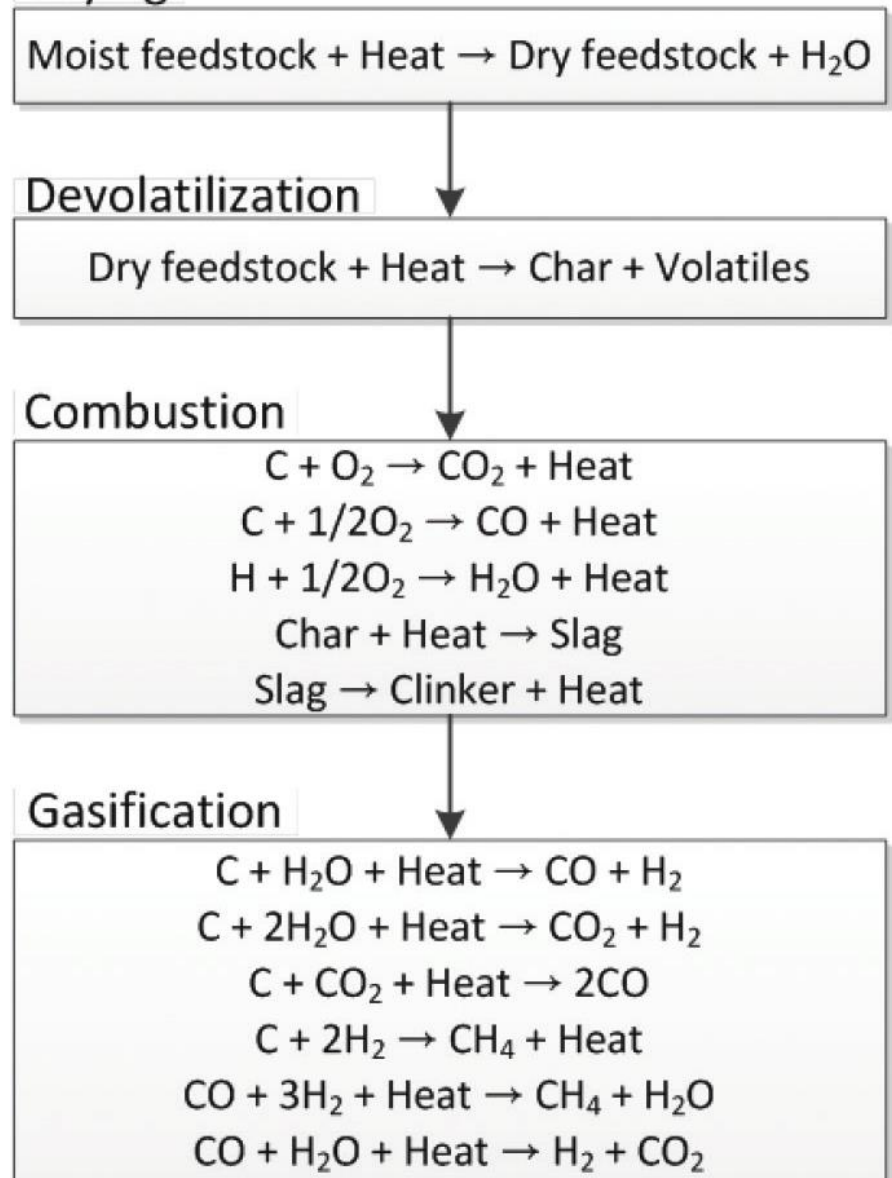 Moist feedstock + Heat → Dry feedstock + H₂O
Devolatilization
Dry feedstock + Heat → Char + Volatiles
Combustion
C + O₂ → CO₂ + Heat
C + 1/2O₂ → CO + Heat
H + 1/2O₂ → H₂O + Heat
Char + Heat → Slag
Slag → Clinker + Heat
Gasification
C + H₂O + Heat → CO + H₂
C + 2H₂O + Heat → CO₂ + H₂
C + CO₂ + Heat → 2CO
C + 2H₂ → CH₄ + Heat
CO + 3H₂ + Heat → CH₄ + H₂O
CO + H₂O + Heat → H₂ + CO₂